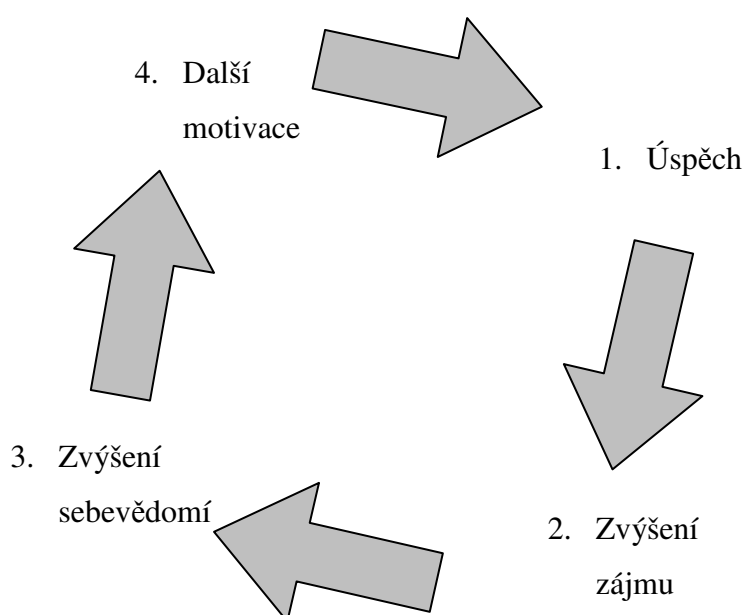 4. Další
motivace
1. Úspěch
3. Zvýšení
sebevědomí
2. Zvýšení
zájmu